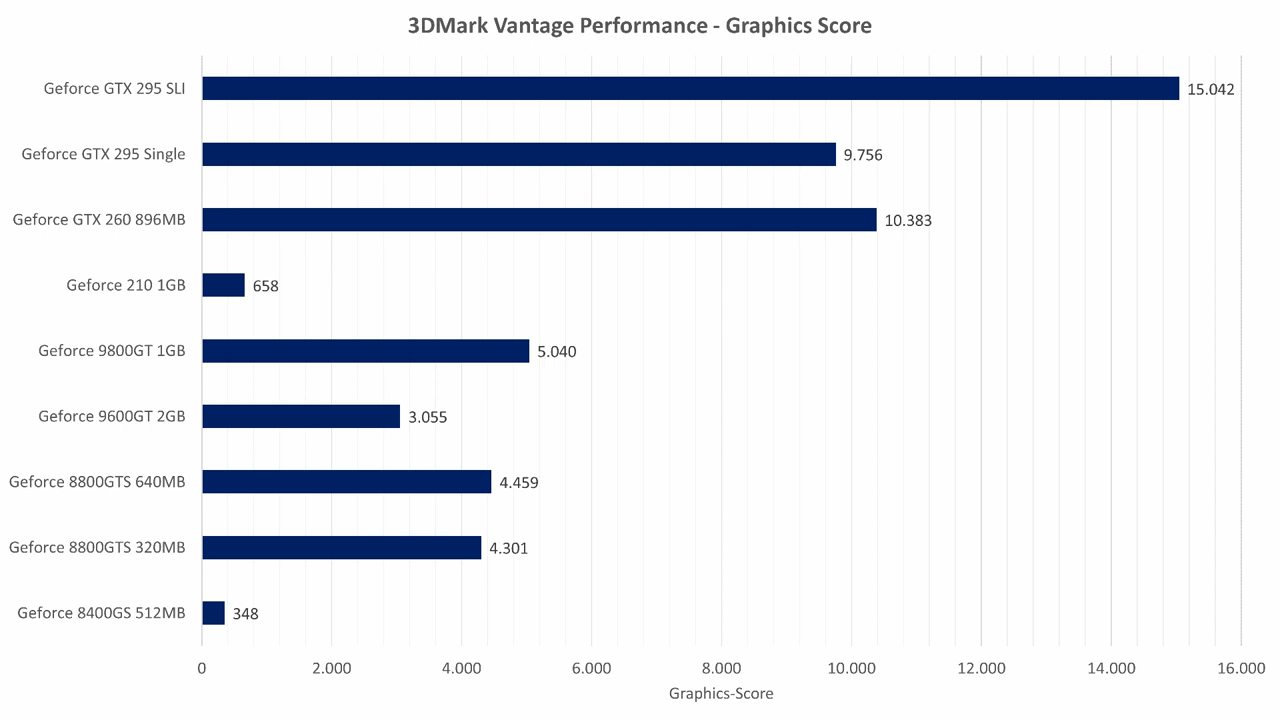 3DMark Vantage Performance - Graphics Score
Geforce GTX 295 SLI 15.042
Geforce GTX 295 Single 9.756
Geforce GTX 260 896MB 10.383
Geforce 210 1GB 658
Geforce 9800GT 1GB 5.040
Geforce 9600GT 2GB 3.055
Geforce 8800GTS 640MB 4.459
Geforce 8800GTS 320MB 4.301
Geforce 8400GS 512MB 348
0 2.000 4.000 6.000 8.000 10.000 12.000 14.000 16.000
Graphics-Score